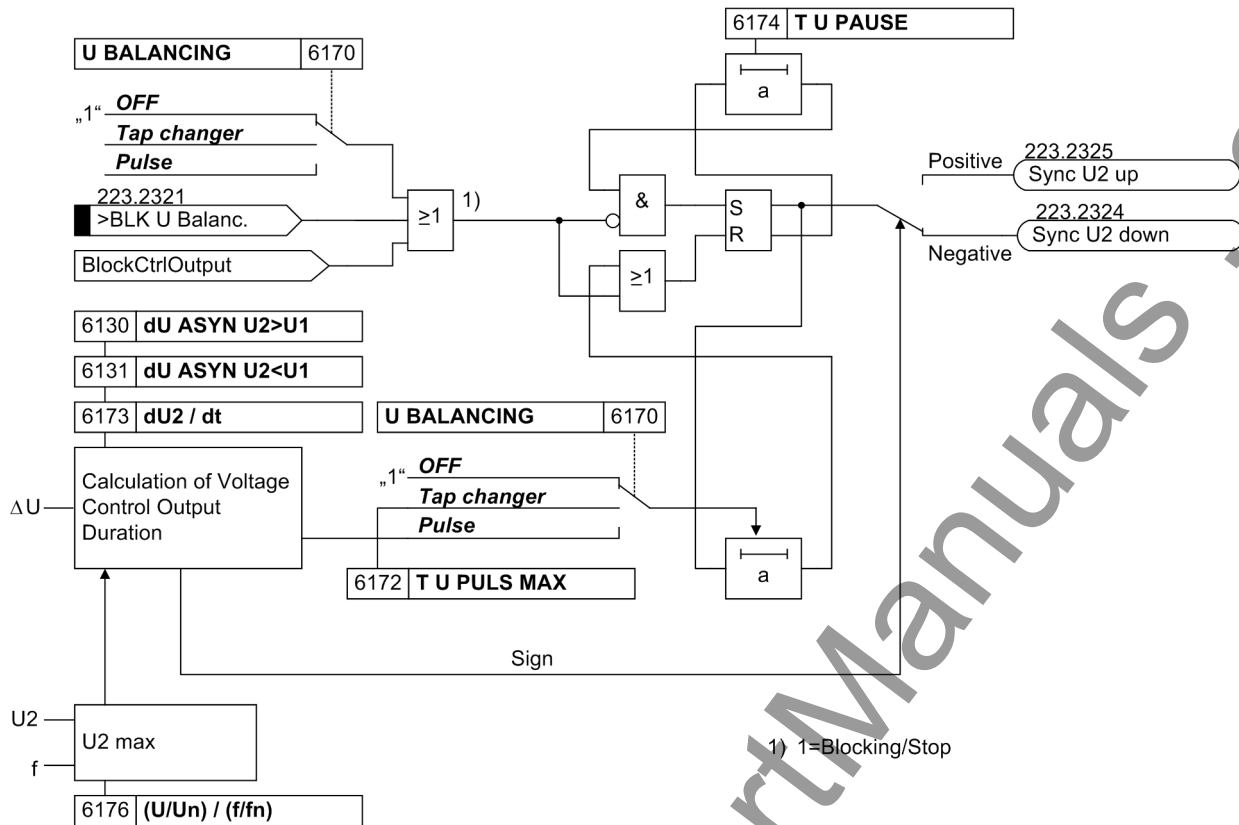 6174 T U PAUSE
U BALANCING 6170
a
„1“ OFF
Tap changer
Pulse
223.2321
>BLK U Balanc.
BlockCtrlOutput
≥1
1)
&
≥1
S
R
Positive
223.2325
Sync U2 up
223.2324
Sync U2 down
Negative
6130 dU ASYN U2>U1
6131 dU ASYN U2<U1
6173 dU2 / dt
U BALANCING 6170
Calculation of Voltage
Control Output
Duration
ΔU
„1“ OFF
Tap changer
Pulse
6172 T U PULS MAX
a
Sign
U2
f
U2 max
1) 1=Blocking/Stop
6176 (U/Un) / (f/fn)